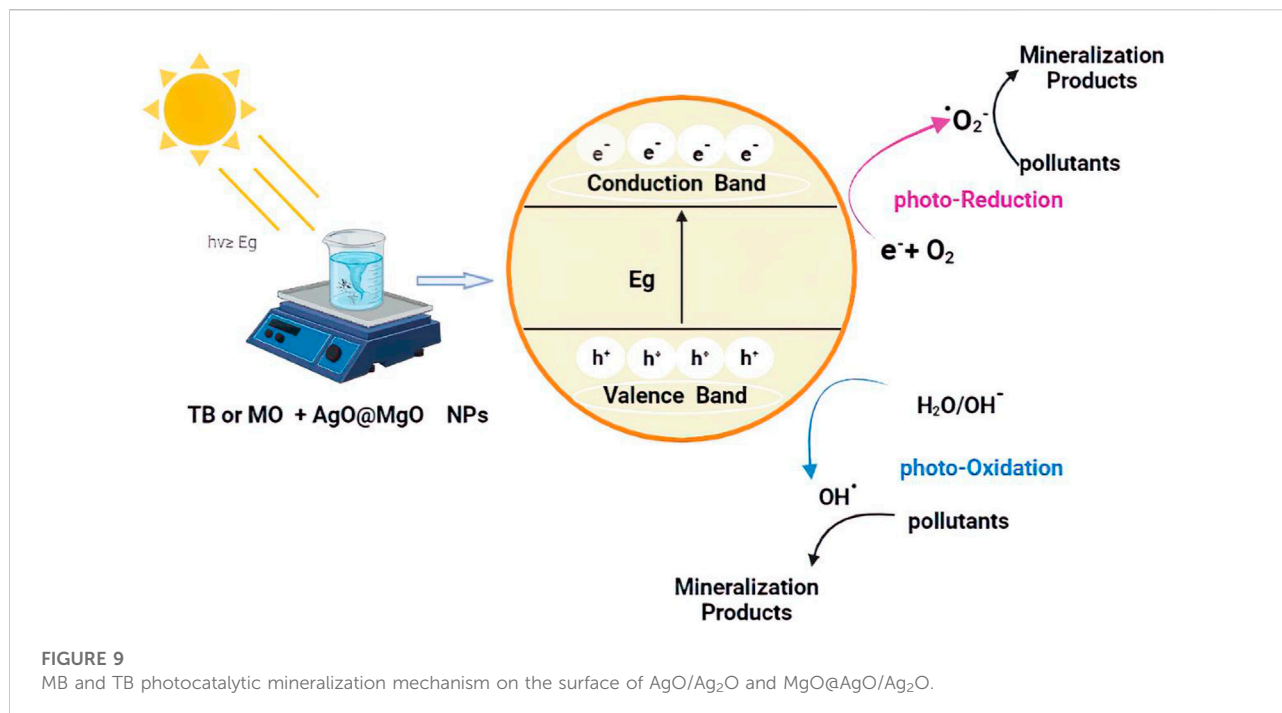 hv≥ Eg
TB or MO + AgO@MgO NPs
e⁻ e⁻ e⁻ e⁻
Conduction Band
Eg
h⁺ h⁺ h⁺ h⁺
Valence Band
Mineralization
Products
•O₂⁻
pollutants
photo-Reduction
e⁻+ O₂
H₂O/OH⁻
photo-Oxidation
OH•
pollutants
Mineralization
Products
FIGURE 9
MB and TB photocatalytic mineralization mechanism on the surface of AgO/Ag₂O and MgO@AgO/Ag₂O.